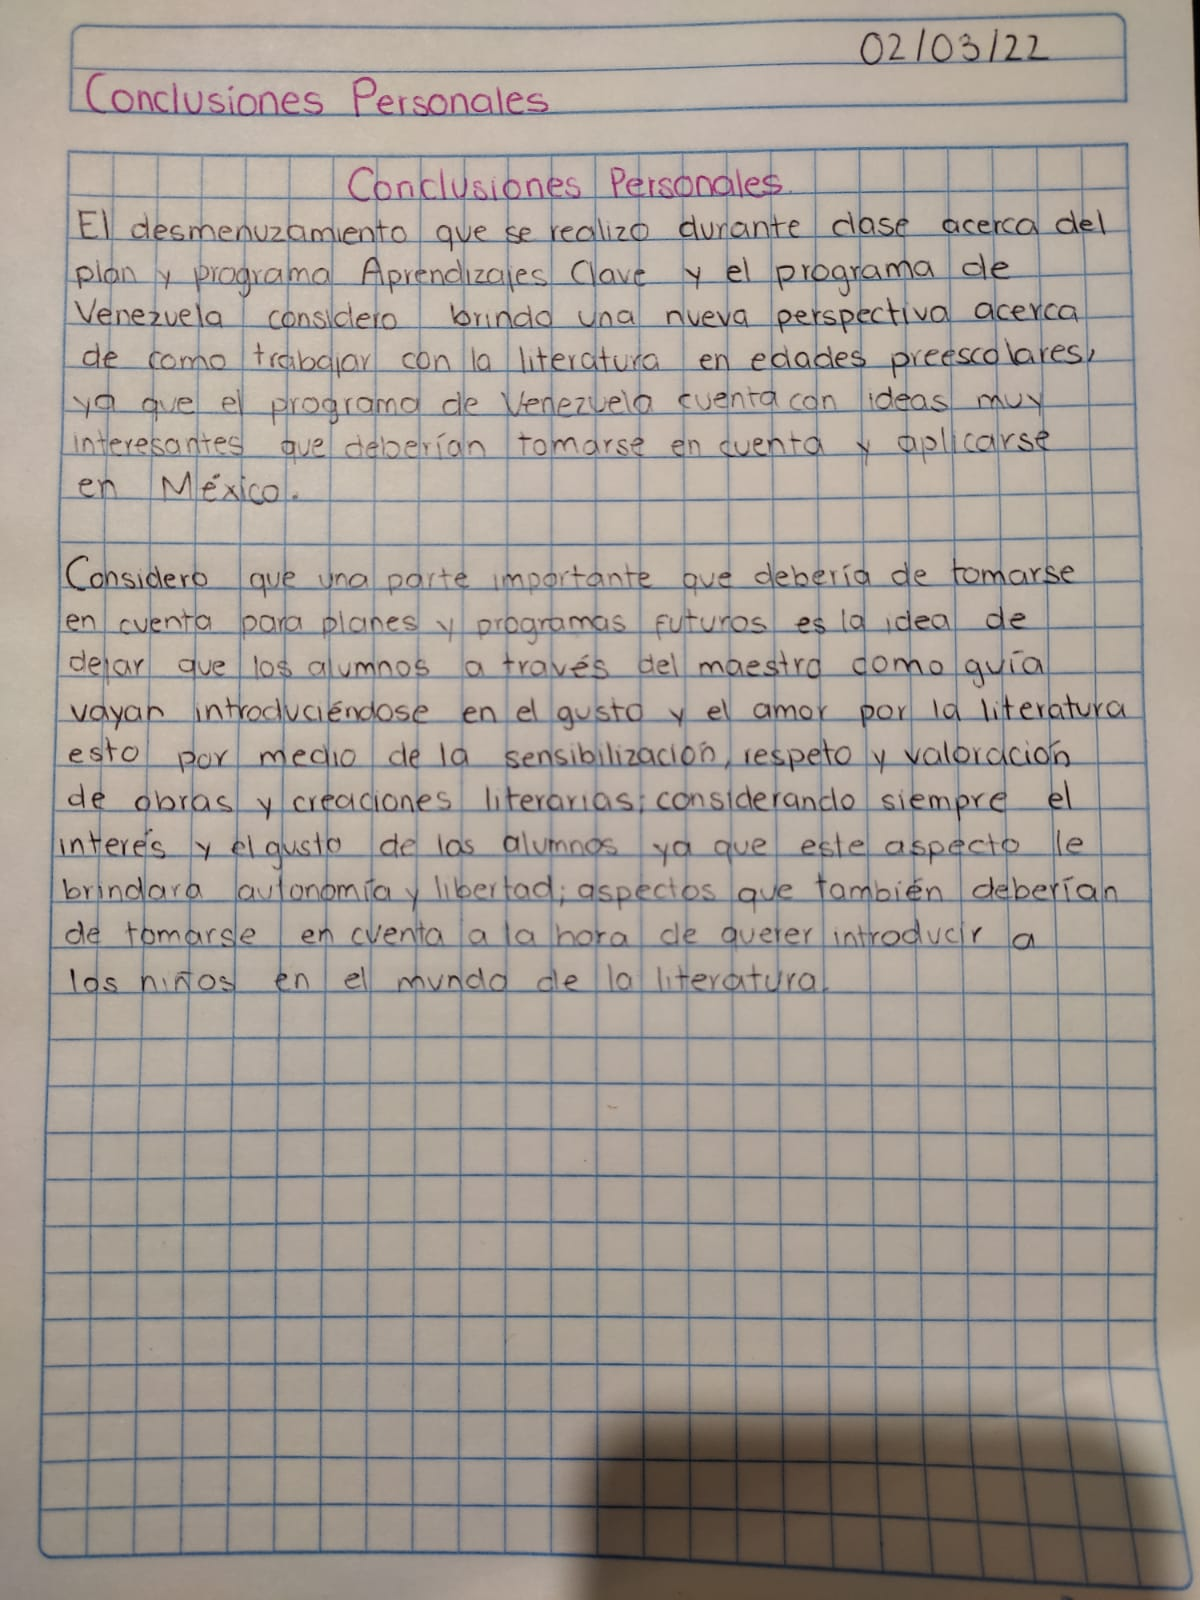 02/03/22
Conclusiones Personales
Conclusiones Personales
El desmenuzamiento que se realizo durante clase acerca del
plan y programa Aprendizajes Clave y el programa de
Venezuela considero brindo una nueva perspectiva acerca
de como trabajar con la literatura en edades preescolares,
ya que el programa de Venezuela cuenta con ideas muy
interesantes que deberían tomarse en cuenta y aplicarse
en México.
Considero que una parte importante que debería de tomarse
en cuenta para planes y programas futuros es la idea de
dejar que los alumnos a través del maestro como guía
vayan introduciéndose en el gusto y el amor por la literatura
esto por medio de la sensibilización, respeto y valoración
de obras y creaciones literarias; considerando siempre el
interés y el gusto de los alumnos ya que este aspecto le
brindara autonomía y libertad; aspectos que también deberían
de tomarse en cuenta a la hora de querer introducir a
los niños en el mundo de la literatura.